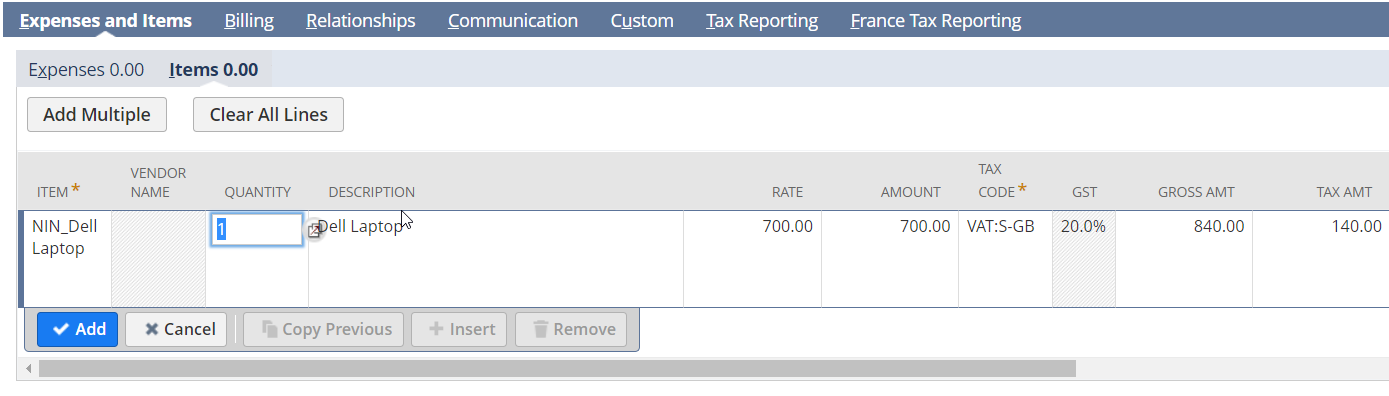 Expenses and Items Billing Relationships Communication Custom Tax Reporting France Tax Reporting
Expenses 0.00 Items 0.00
Add Multiple Clear All Lines
ITEM * VENDOR NAME QUANTITY DESCRIPTION RATE AMOUNT TAX CODE * GST GROSS AMT TAX AMT
NIN_Dell Laptop 1 Dell Laptop 700.00 700.00 VAT:S-GB 20.0% 840.00 140.00
Add Cancel Copy Previous Insert Remove